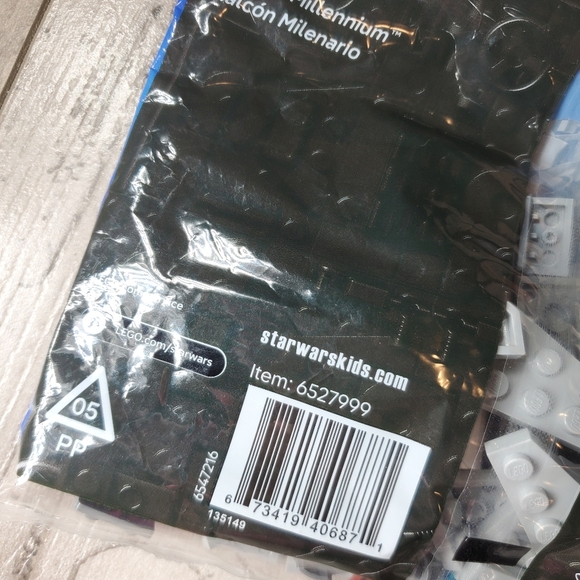 Millennium™
Halcón Milenario
LEGO.com/starwars
starwarskids.com
Item: 6527999
05
PP
6547216
135149
6 73419 40687 1